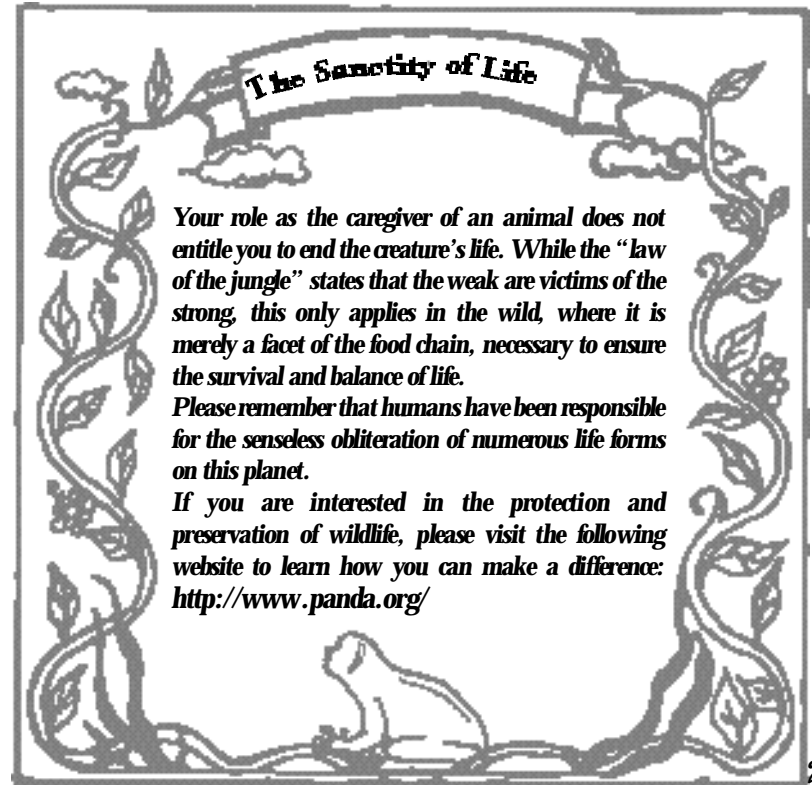 The Sanctity of Life
Your role as the caregiver of an animal does not
entitle you to end the creature's life. While the “law
of the jungle” states that the weak are victims of the
strong, this only applies in the wild, where it is
merely a facet of the food chain, necessary to ensure
the survival and balance of life.
Please remember that humans have been responsible
for the senseless obliteration of numerous life forms
on this planet.
If you are interested in the protection and
preservation of wildlife, please visit the following
website to learn how you can make a difference:
http://www.panda.org/